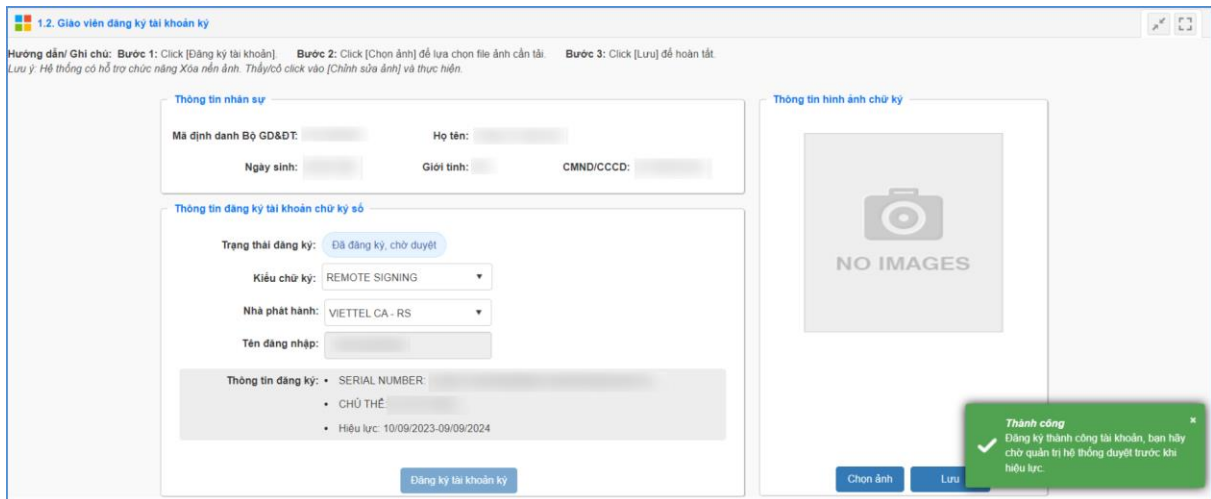 1.2. Giáo viên đăng ký tài khoản ký
Hướng dẫn/ Ghi chú: Bước 1: Click [Đăng ký tài khoản]. Bước 2: Click [Chọn ảnh] để lựa chọn file ảnh cần tải. Bước 3: Click [Lưu] để hoàn tất.
Lưu ý: Hệ thống có hỗ trợ chức năng Xóa nền ảnh. Thầy/cô click vào [Chỉnh sửa ảnh] và thực hiện.
Thông tin nhân sự
Mã định danh Bộ GD&ĐT: Họ tên:
Ngày sinh: Giới tính: CMND/CCCD:
Thông tin đăng ký tài khoản chữ ký số
Trạng thái đăng ký: Đã đăng ký, chờ duyệt
Kiểu chữ ký: REMOTE SIGNING
Nhà phát hành: VIETTEL CA - RS
Tên đăng nhập:
Thông tin đăng ký: • SERIAL NUMBER:
• CHỦ THỂ:
• Hiệu lực: 10/09/2023-09/09/2024
Đăng ký tài khoản ký
Thông tin hình ảnh chữ ký
NO IMAGES
Chọn ảnh Lưu
Thành công
Đăng ký thành công tài khoản, bạn hãy
chờ quản trị hệ thống duyệt trước khi
hiệu lực.